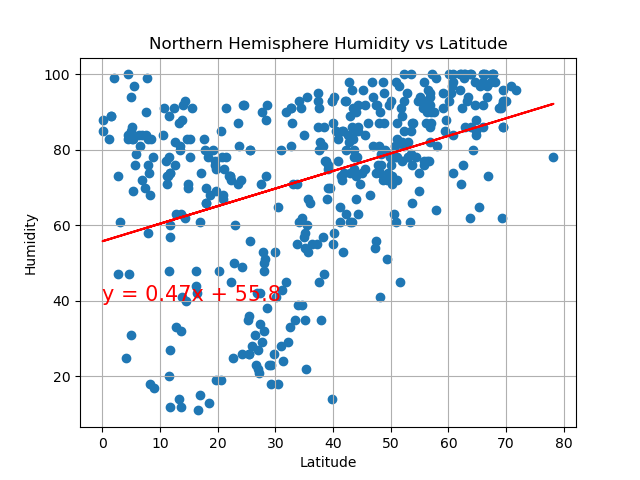 Northern Hemisphere Humidity vs Latitude
100
80
60
40
20
Humidity
y = 0.47x + 55.8
0 10 20 30 40 50 60 70 80
Latitude